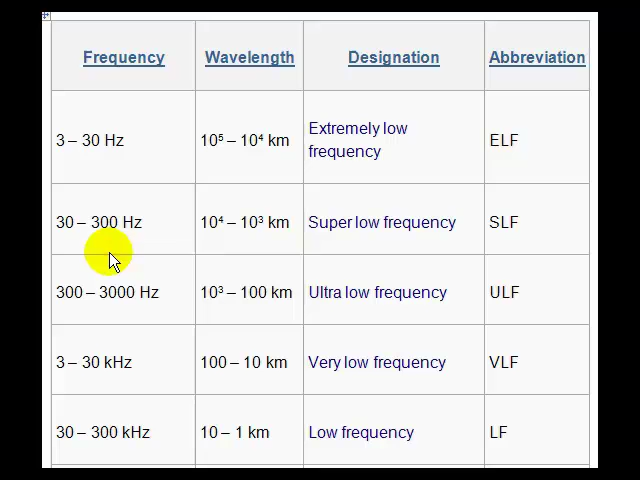 Frequency Wavelength Designation Abbreviation
3 – 30 Hz 10⁵ – 10⁴ km Extremely low frequency ELF
30 – 300 Hz 10⁴ – 10³ km Super low frequency SLF
300 – 3000 Hz 10³ – 100 km Ultra low frequency ULF
3 – 30 kHz 100 – 10 km Very low frequency VLF
30 – 300 kHz 10 – 1 km Low frequency LF